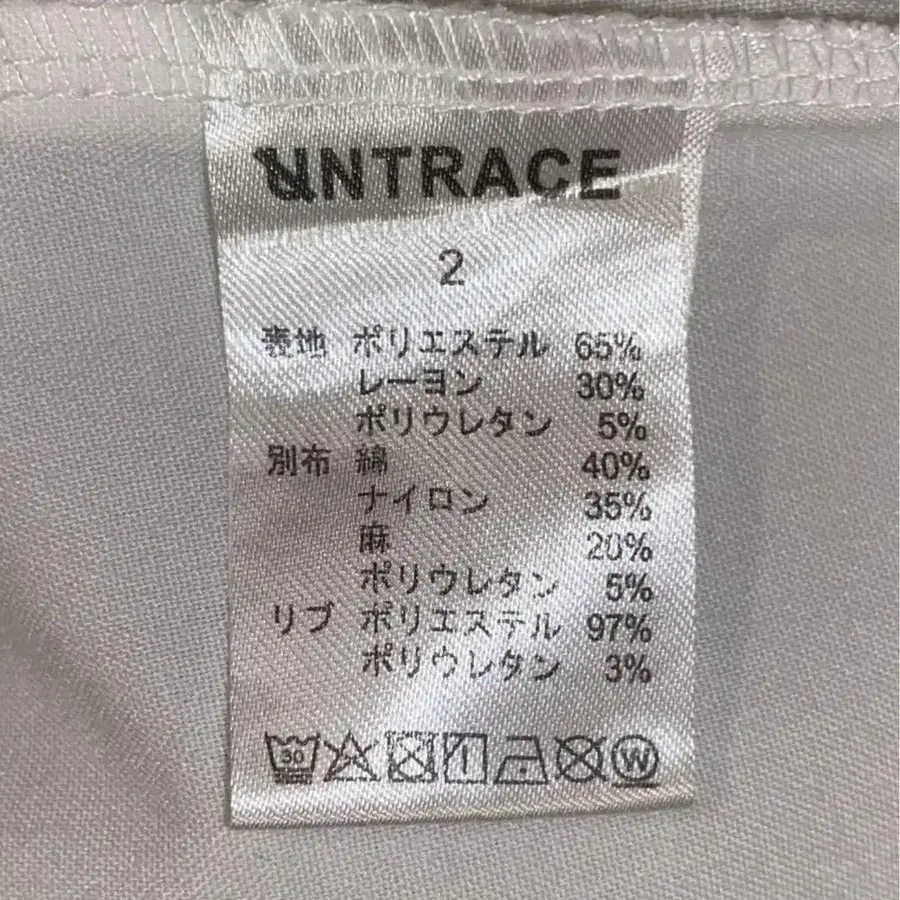 UNTRACE
2
表地 ポリエステル 65%
レーヨン 30%
ポリウレタン 5%
別布 綿 40%
ナイロン 35%
麻 20%
ポリウレタン 5%
リブ ポリエステル 97%
ポリウレタン 3%
30 W